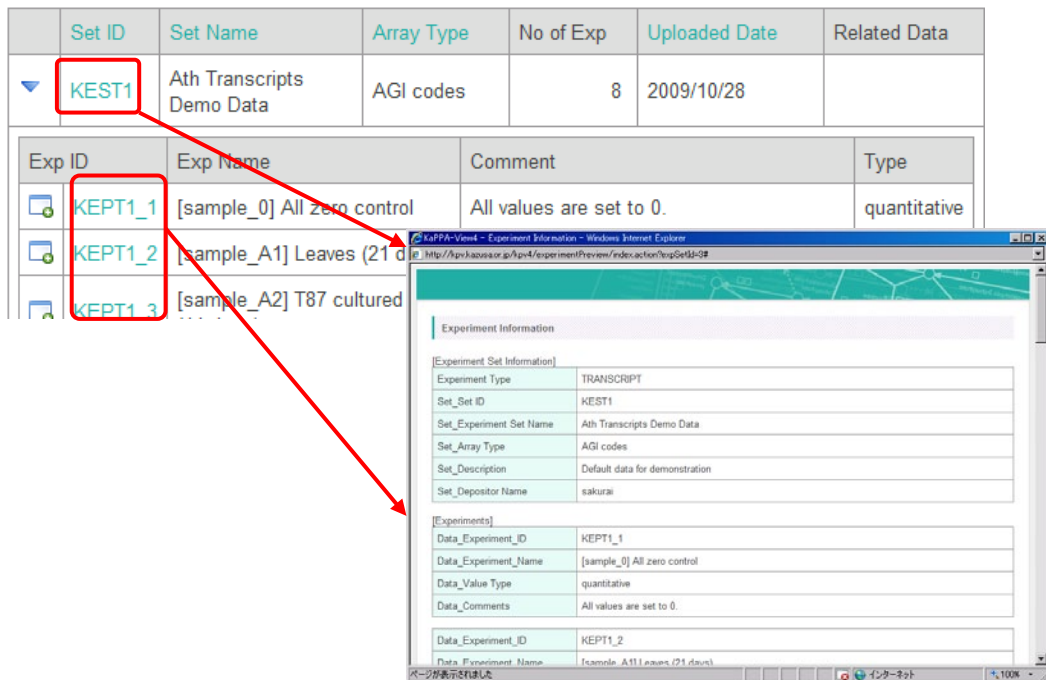 Set ID Set Name Array Type No of Exp Uploaded Date Related Data
KEST1 Ath Transcripts Demo Data AGI codes 8 2009/10/28
Exp ID Exp Name Comment Type
KEPT1_1 [sample_0] All zero control All values are set to 0. quantitative
KEPT1_2 [sample_A1] Leaves (21 d
KEPT1_3 [sample_A2] T87 cultured
KaPPA-View4 - Experiment Information - Windows Internet Explorer
http://kpv.kazusa.or.jp/kpv4/experimentPreview/index.action?expSetId=3#
Experiment Information
[Experiment Set Information]
Experiment Type TRANSCRIPT
Set_Set ID KEST1
Set_Experiment Set Name Ath Transcripts Demo Data
Set_Array Type AGI codes
Set_Description Default data for demonstration
Set_Depositor Name sakurai
[Experiments]
Data_Experiment_ID KEPT1_1
Data_Experiment_Name [sample_0] All zero control
Data_Value Type quantitative
Data_Comments All values are set to 0.
Data_Experiment_ID KEPT1_2
Data_Experiment_Name [sample_A1] Leaves (21 days)
ページが表示されました インターネット 100%